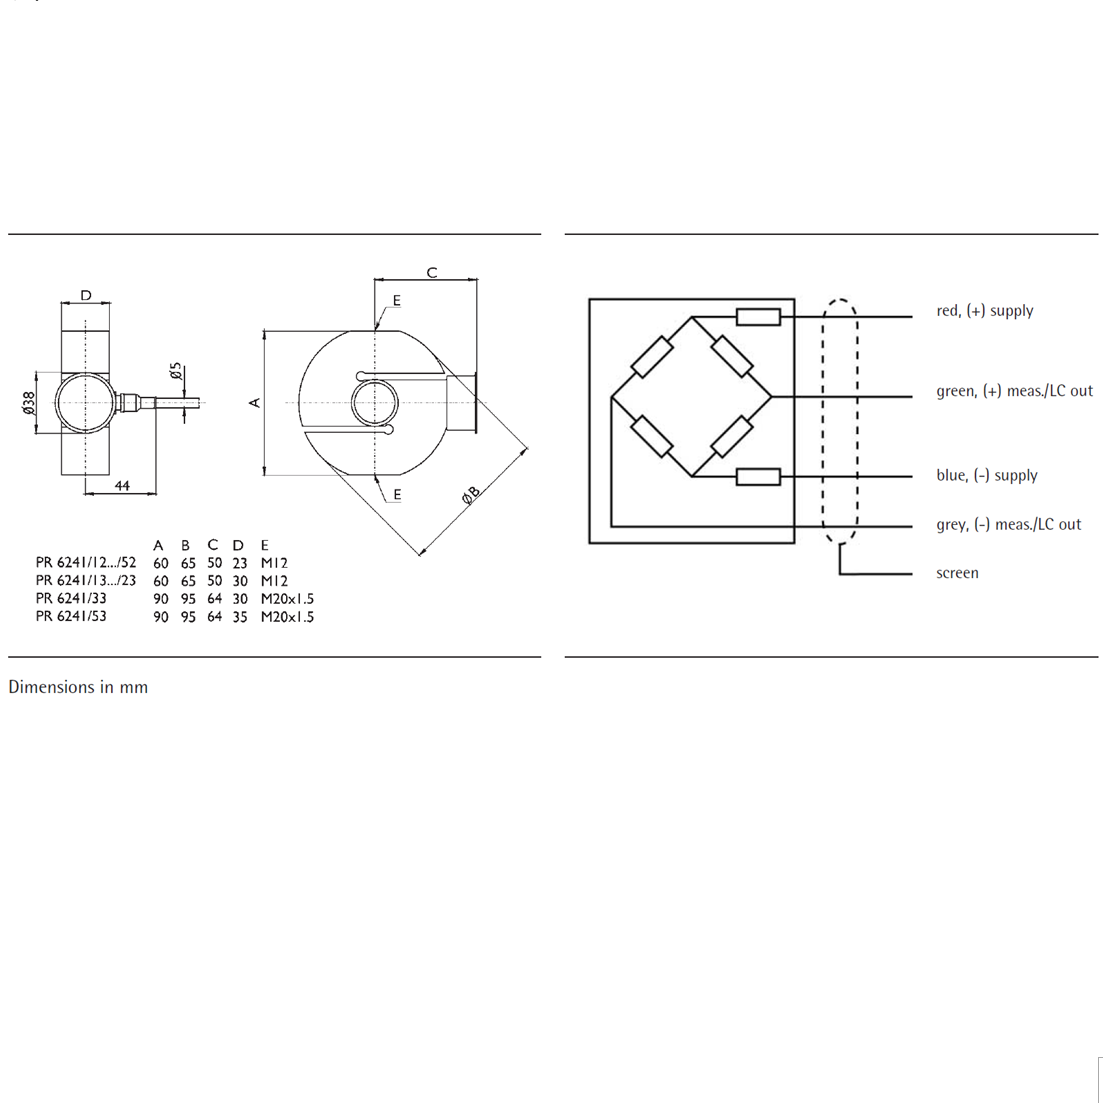 C
D
E
Ø5
Ø38
A
44
E
ØB
A B C D E
PR 6241/12.../52 60 65 50 23 M12
PR 6241/13.../23 60 65 50 30 M12
PR 6241/33 90 95 64 30 M20x1.5
PR 6241/53 90 95 64 35 M20x1.5
Dimensions in mm
red, (+) supply
green, (+) meas./LC out
blue, (-) supply
grey, (-) meas./LC out
screen